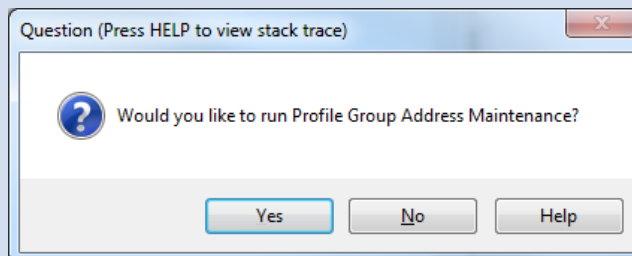 Question (Press HELP to view stack trace)
Would you like to run Profile Group Address Maintenance?
Yes
No
Help